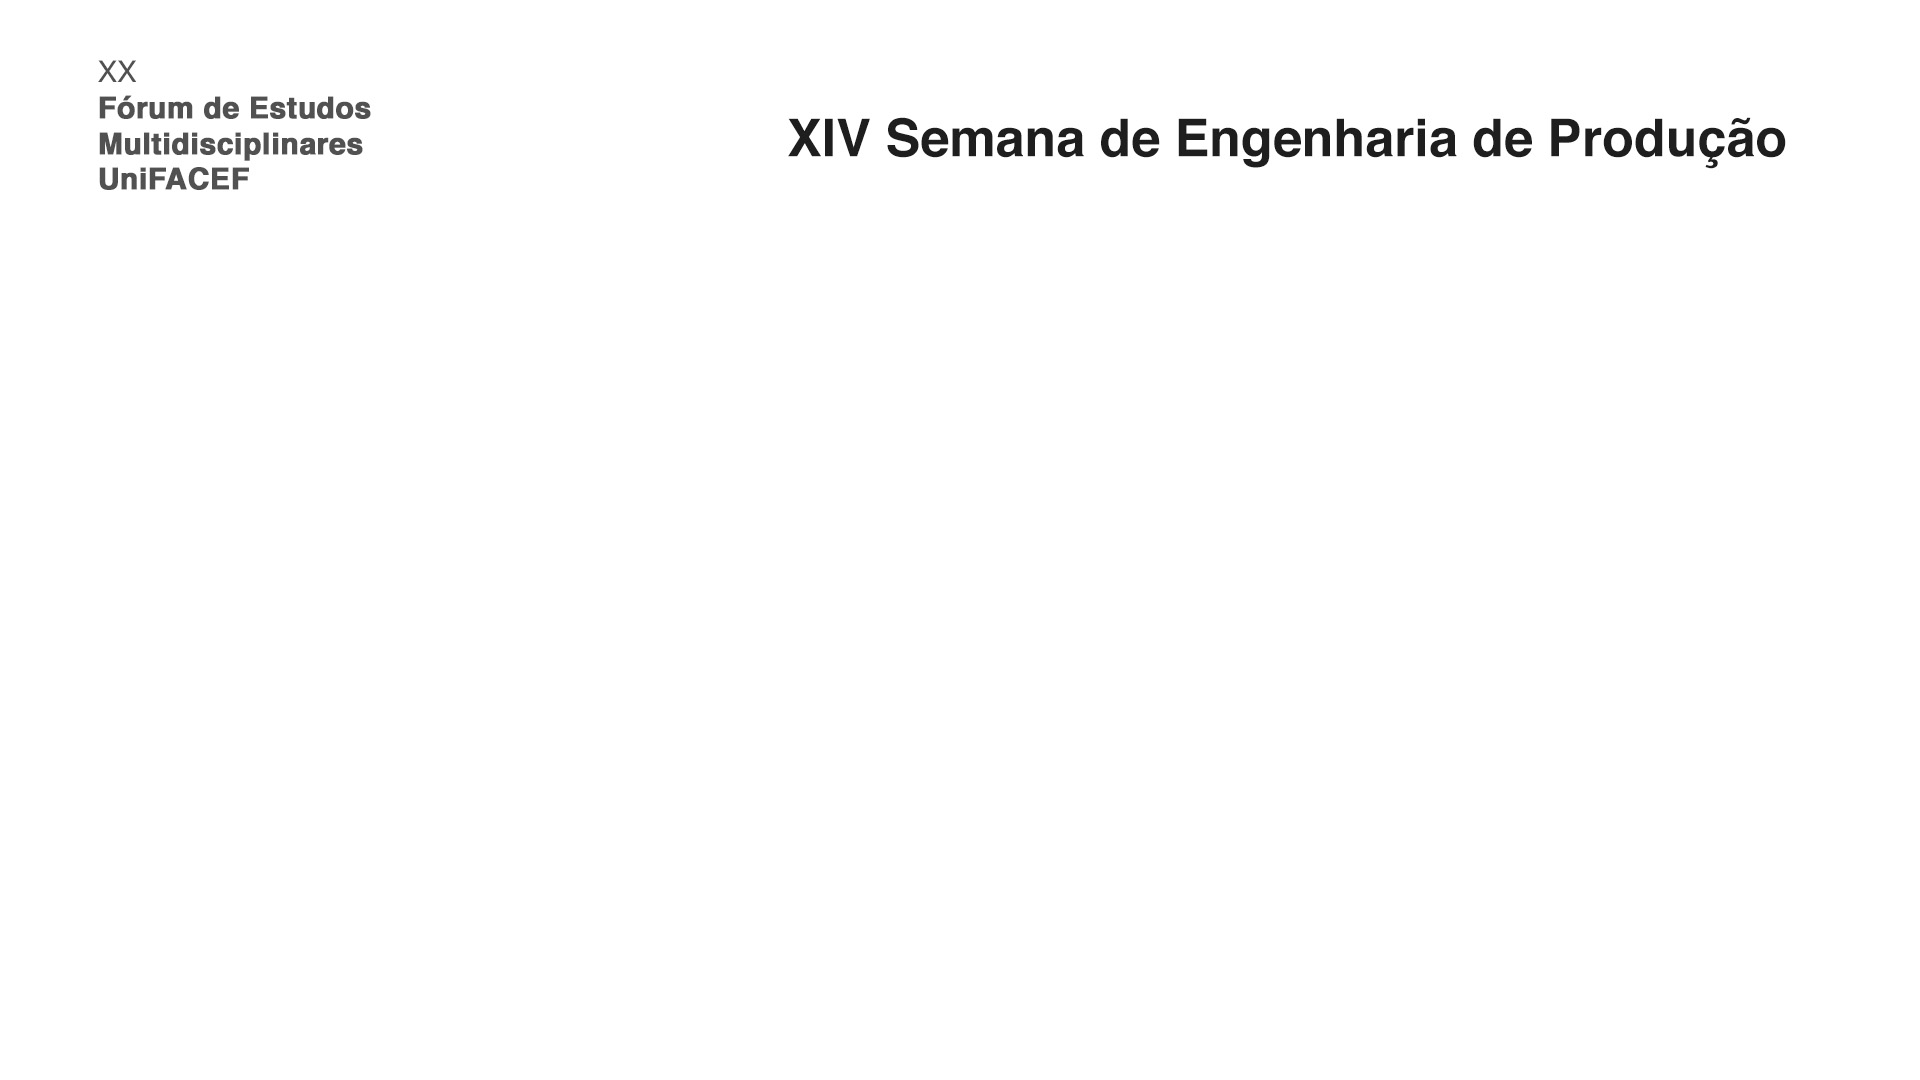 XX
Fórum de Estudos
Multidisciplinares
UniFACEF
XIV Semana de Engenharia de Produção